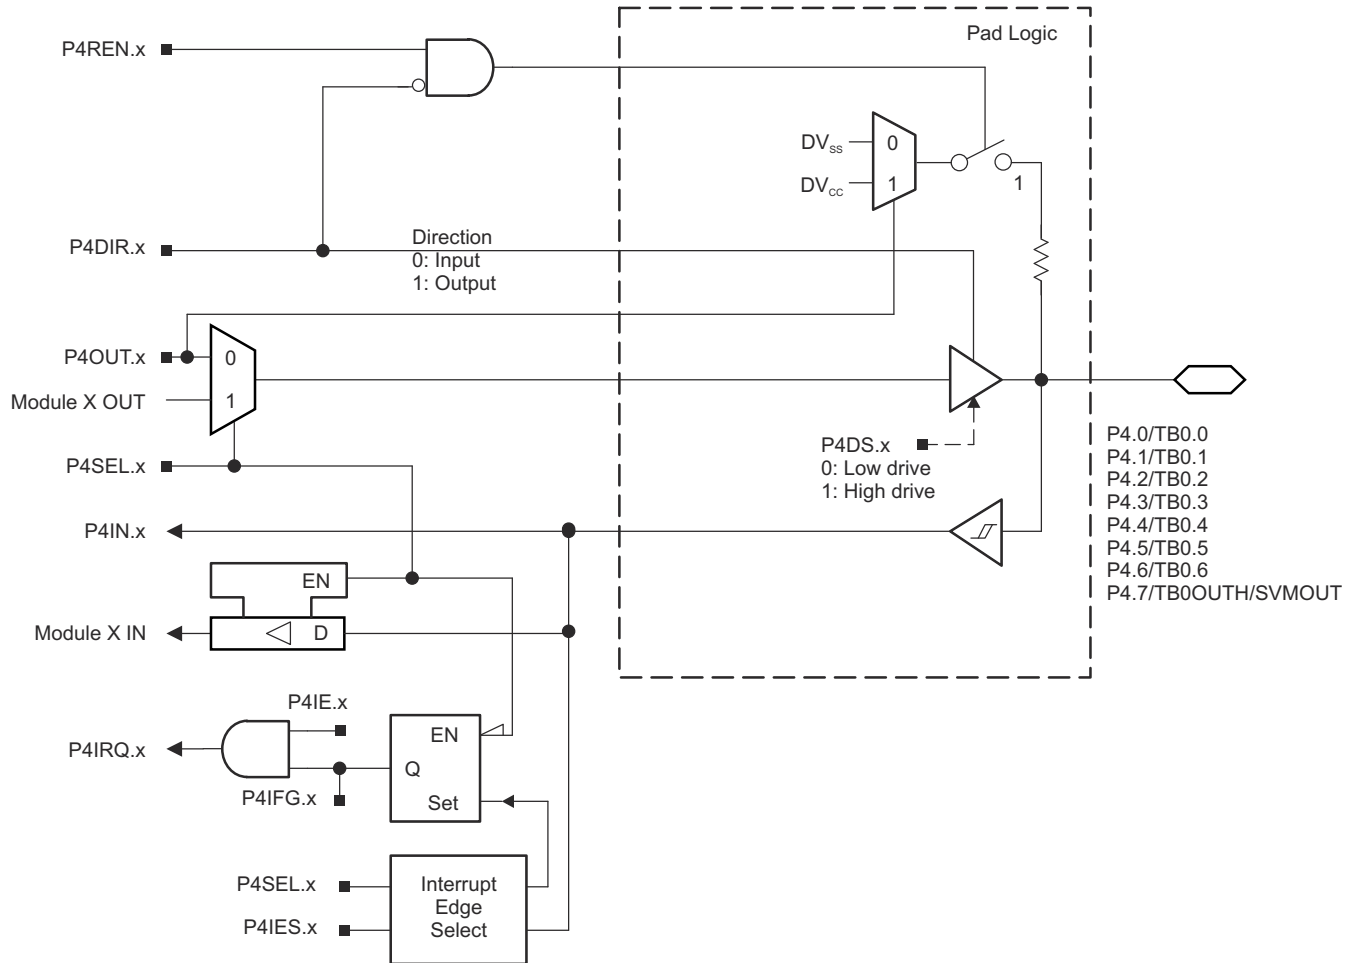 Pad Logic
P4REN.x
DVSS
0
DVCC
1
1
P4DIR.x
Direction
0: Input
1: Output
P4OUT.x
0
Module X OUT
1
P4DS.x
0: Low drive
1: High drive
P4SEL.x
P4.0/TB0.0
P4.1/TB0.1
P4.2/TB0.2
P4.3/TB0.3
P4.4/TB0.4
P4.5/TB0.5
P4.6/TB0.6
P4.7/TB0OUTH/SVMOUT
P4IN.x
EN
Module X IN
D
P4IE.x
P4IRQ.x
EN
Q
P4IFG.x
Set
P4SEL.x
P4IES.x
Interrupt
Edge
Select